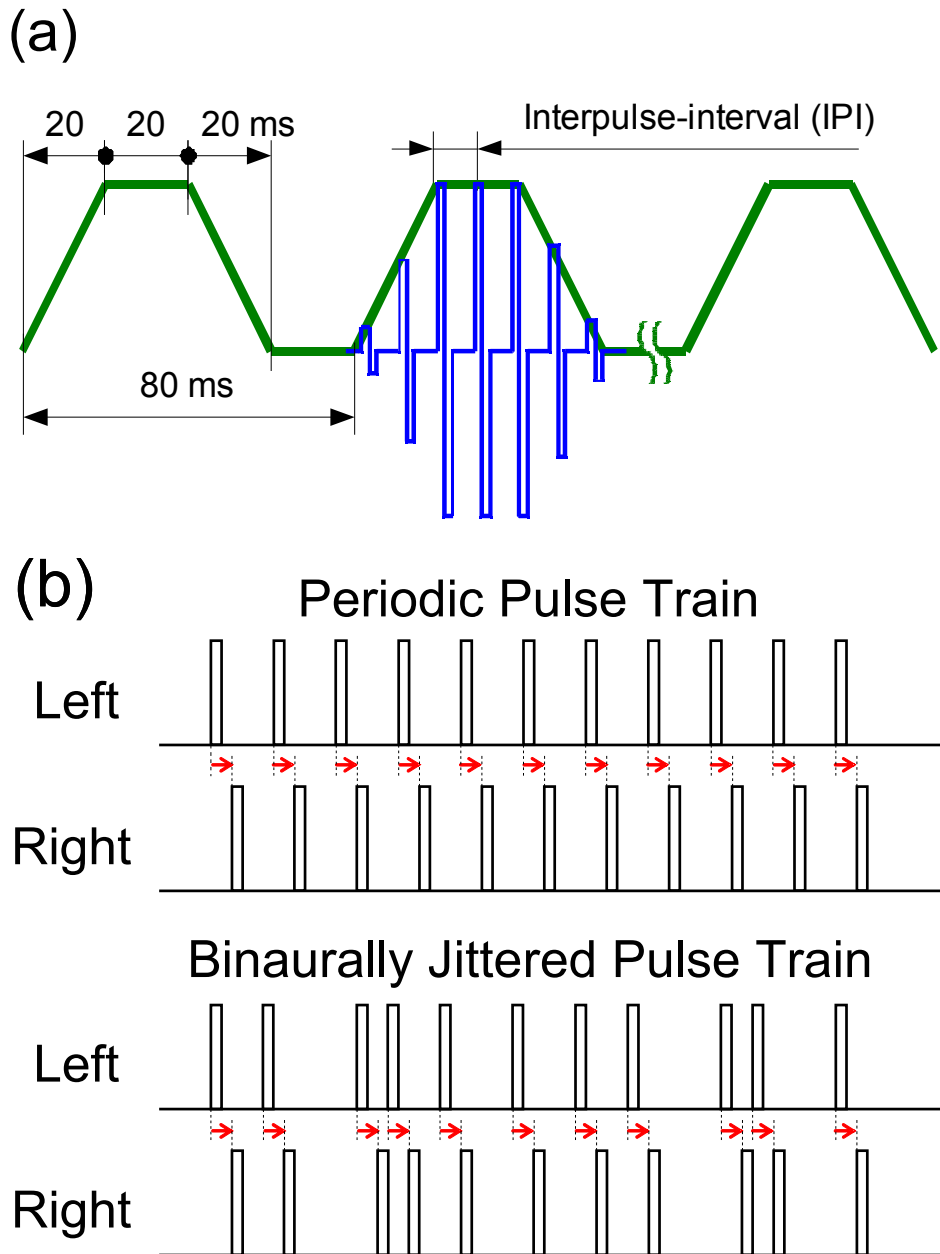 (a)
20 20 20 ms
Interpulse-interval (IPI)
80 ms
(b)
Periodic Pulse Train
Left
Right
Binaurally Jittered Pulse Train
Left
Right